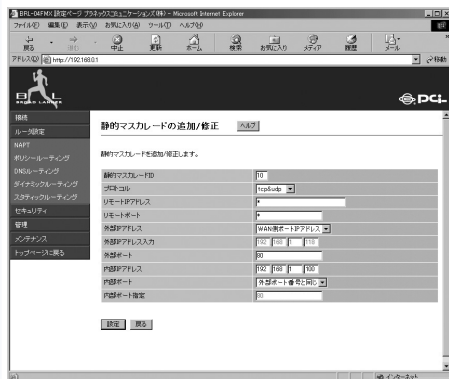 BRL-04FMX 設定ページ プラネックスコミュニケーションズ(株) - Microsoft Internet Explorer
ファイル(F) 編集(E) 表示(V) お気に入り(A) ツール(T) ヘルプ(H)
戻る 進む 中止 更新 ホーム 検索 お気に入り メディア 履歴 メール
アドレス(D) http://192.168.0.1 移動
BROAD LANNER PCi
接続
ルータ設定
NAPT
ポリシールーティング
DNSルーティング
ダイナミックルーティング
スタティックルーティング
セキュリティ
管理
メンテナンス
トップページに戻る
静的マスカレードの追加/修正 ヘルプ
静的マスカレードを追加/修正します。
静的マスカレードID 10
プロトコル tcp&udp
リモートIPアドレス *
リモートポート *
外部IPアドレス WAN側ポートIPアドレス
外部IPアドレス入力 192 168 1 118
外部ポート 80
内部IPアドレス 192 168 1 100
内部ポート 外部ポート番号と同じ
内部ポート指定 80
設定 戻る
インターネット